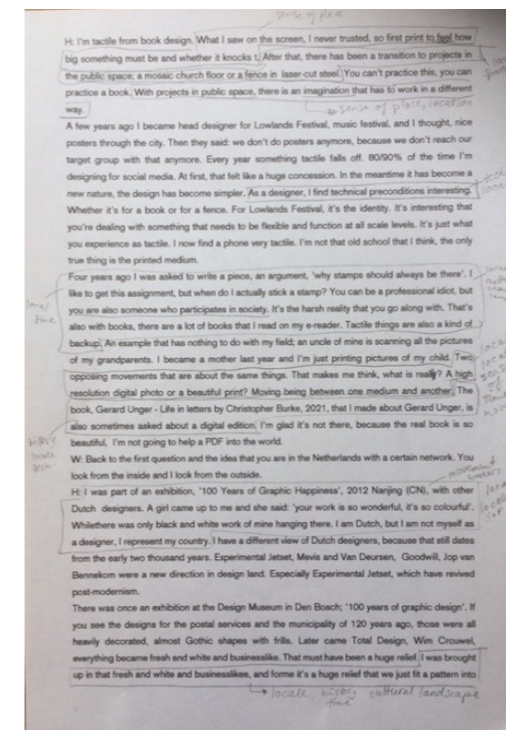 sense of place
H: I'm tactile from book design. What I saw on the screen, I never trusted, so first print to feel how
big something must be and whether it knocks t. After that, there has been a transition to projects in
the public space; a mosaic church floor or a fence in laser-cut steel. You can't practice this, you can
practice a book. With projects in public space, there is an imagination that has to work in a different
way.
sense of place, location
A few years ago I became head designer for Lowlands Festival, music festival, and I thought, nice
posters through the city. Then they said: we don't do posters anymore, because we don't reach our
target group with that anymore. Every year something tactile falls off. 80/90% of the time I'm
designing for social media. At first, that felt like a huge concession. In the meantime it has become a
new nature, the design has become simpler. As a designer, I find technical preconditions interesting.
Whether it's for a book or for a fence. For Lowlands Festival, it's the identity. It's interesting that
you're dealing with something that needs to be flexible and function at all scale levels. It's just what
you experience as tactile. I now find a phone very tactile. I'm not that old school that I think, the only
true thing is the printed medium.
Four years ago I was asked to write a piece, an argument, 'why stamps should always be there'. I
like to get this assignment, but when do I actually stick a stamp? You can be a professional idiot, but
you are also someone who participates in society. It's the harsh reality that you go along with. That's
also with books, there are a lot of books that I read on my e-reader. Tactile things are also a kind of
backup. An example that has nothing to do with my field; an uncle of mine is scanning all the pictures
of my grandparents. I became a mother last year and I'm just printing pictures of my child. Two
opposing movements that are about the same things. That makes me think, what is really? A high
resolution digital photo or a beautiful print? Moving being between one medium and another. The
book, Gerard Unger - Life in letters by Christopher Burke, 2021, that I made about Gerard Unger, is
also sometimes asked about a digital edition. I'm glad it's not there, because the real book is so
beautiful, I'm not going to help a PDF into the world.
W: Back to the first question and the idea that you are in the Netherlands with a certain network. You
look from the inside and I look from the outside.
H: I was part of an exhibition, '100 Years of Graphic Happiness', 2012 Nanjing (CN), with other
Dutch designers. A girl came up to me and she said: 'your work is so wonderful, it's so colourful'.
Whilethere was only black and white work of mine hanging there. I am Dutch, but I am not myself as
a designer, I represent my country. I have a different view of Dutch designers, because that still dates
from the early two thousand years. Experimental Jetset, Mevis and Van Deursen, Goodwill, Jop van
Bennekom were a new direction in design land. Especially Experimental Jetset, which have revived
post-modernism.
There was once an exhibition at the Design Museum in Den Bosch; '100 years of graphic design'. If
you see the designs for the postal services and the municipality of 120 years ago, those were all
heavily decorated, almost Gothic shapes with frills. Later came Total Design, Wim Crouwel,
everything became fresh and white and businesslike. That must have been a huge relief. I was brought
up in that fresh and white and businesslikee, and forme it's a huge relief that we just fit a pattern into
locale, history cultural landscape
time